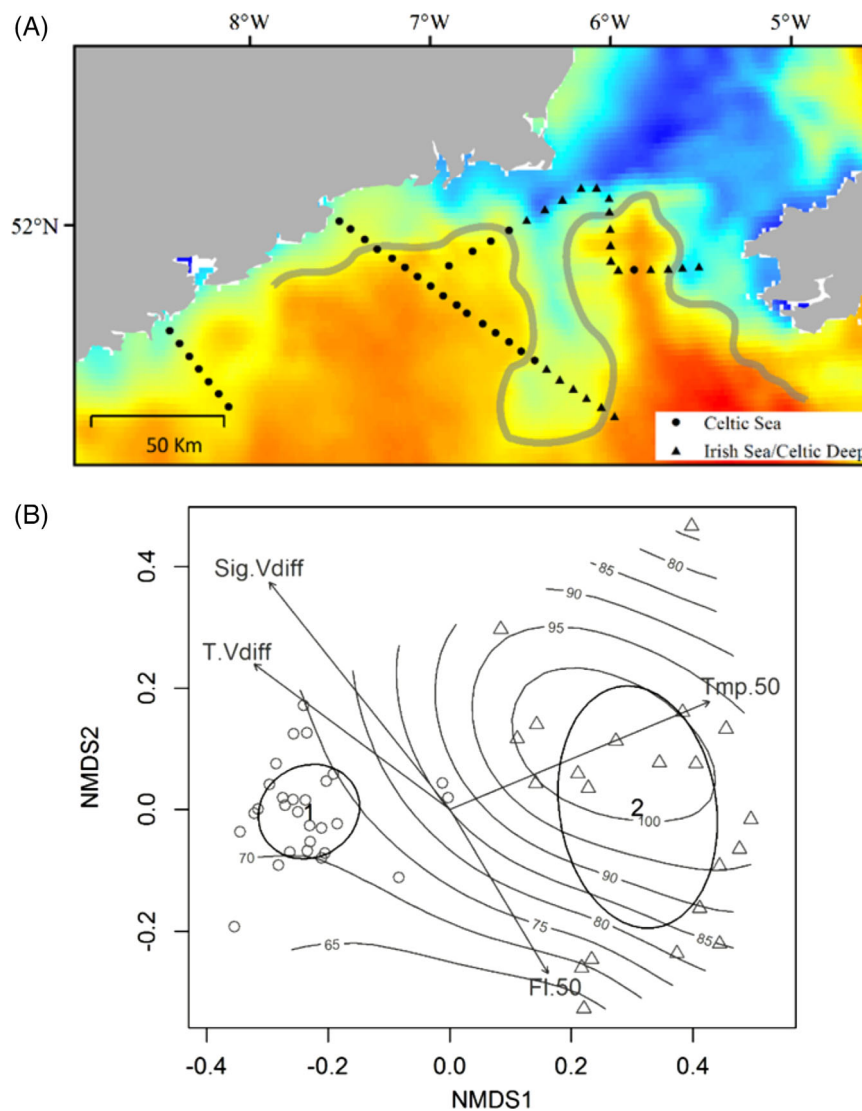 (A)
8°W 7°W 6°W 5°W
52°N
50 Km
Celtic Sea
Irish Sea/Celtic Deep
(B)
Sig.Vdiff
T.Vdiff
Tmp.50
Fl.50
1
2
80
85
90
95
100
90
85
80
75
70
65
NMDS2
0.4
0.2
0.0
-0.2
-0.4 -0.2 0.0 0.2 0.4
NMDS1